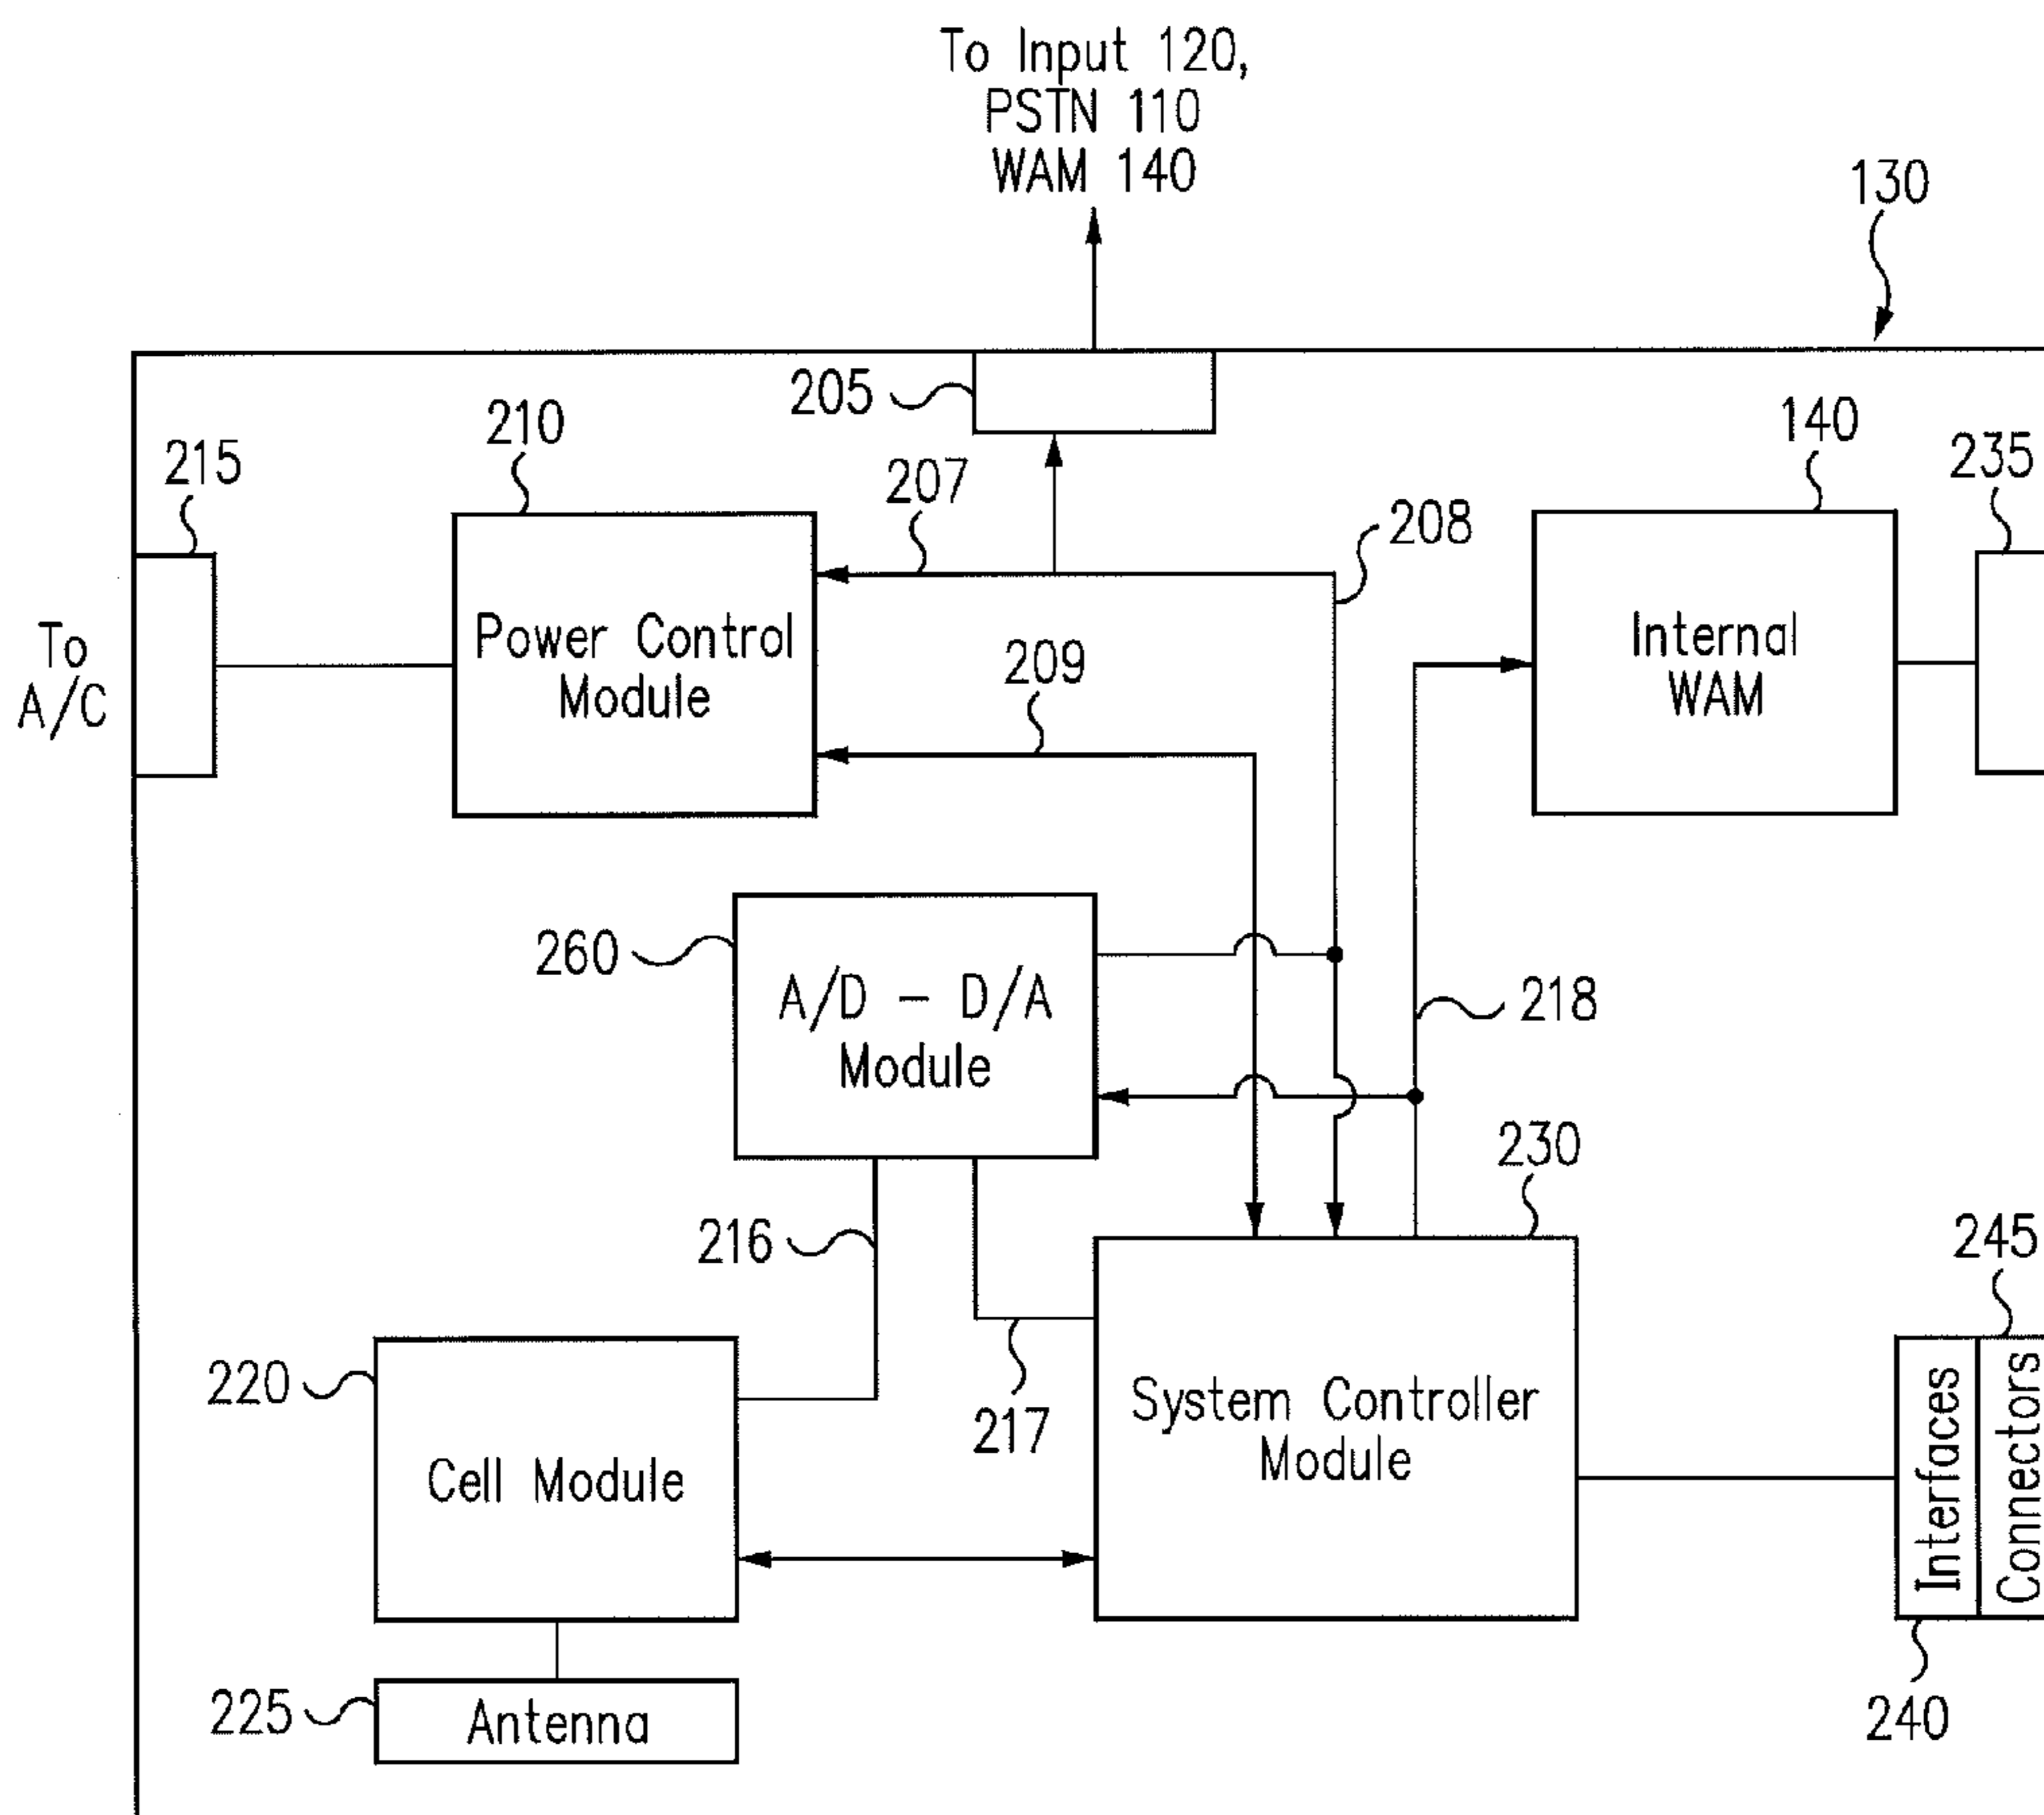 To Input 120,
PSTN 110
WAM 140
130
205
210
140
215
207
235
208
To
A/C
Power Control
Module
209
Internal
WAM
260
A/D - D/A
Module
218
230
216
245
220
217
System Controller
Module
Interfaces
Connectors
Cell Module
225
Antenna
240